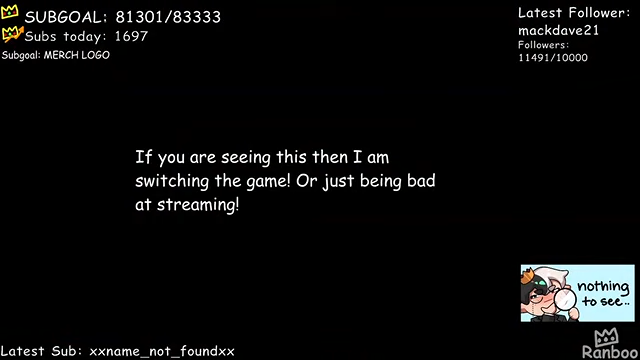 SUBGOAL: 81301/83333
Subs today: 1697
Subgoal: MERCH LOGO
Latest Follower:
mackdave21
Followers:
11491/10000
If you are seeing this then I am
switching the game! Or just being bad
at streaming!
nothing
to see..
Latest Sub: xxname_not_foundxx
Ranboo